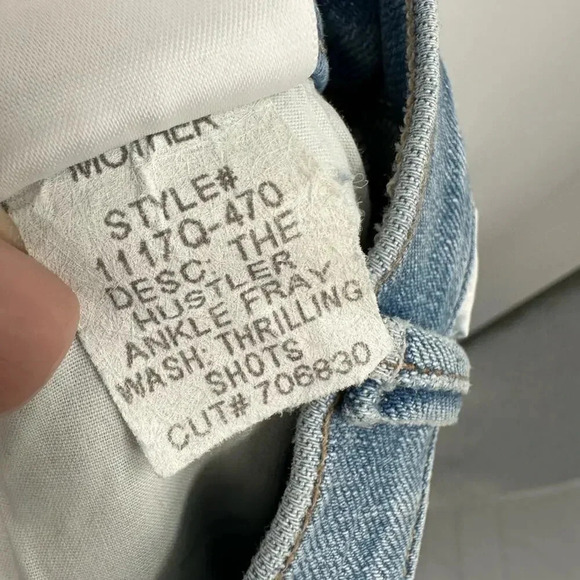 MOTHER
STYLE#
1117Q-470
DESC: THE
HUSTLER
ANKLE FRAY
WASH: THRILLING
SHOTS
CUT# 706830